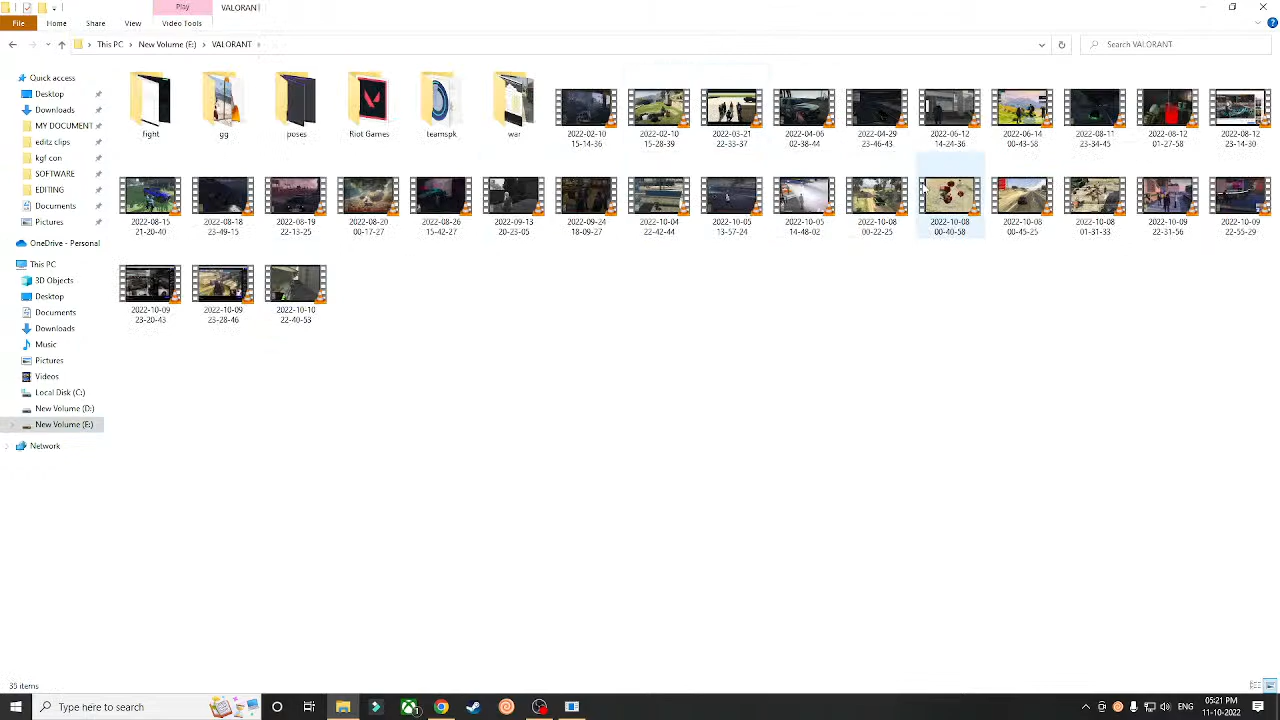 Play
VALORANT
File
Home
Share
View
Video Tools
This PC
New Volume (E:)
VALORANT
Search VALORANT
Quick access
Desktop
Downloads
MY DOCUMENT
editz clips
kgf con
SOFTWARE
EDITING
Documents
Pictures
OneDrive - Personal
This PC
3D Objects
Desktop
Documents
Downloads
Music
Pictures
Videos
Local Disk (C:)
New Volume (D:)
New Volume (E:)
Network
fight
gg
poses
Riot Games
teamspk
war
2022-02-10
15-14-36
2022-02-10
15-28-39
2022-03-21
22-33-37
2022-04-06
02-38-44
2022-04-29
23-46-43
2022-06-12
14-24-36
2022-06-14
00-43-58
2022-08-11
23-34-45
2022-08-12
01-27-58
2022-08-12
23-14-30
2022-08-15
21-20-40
2022-08-18
23-49-15
2022-08-19
22-13-25
2022-08-20
00-17-27
2022-08-26
15-42-27
2022-09-13
20-23-05
2022-09-24
18-09-27
2022-10-04
22-42-44
2022-10-05
13-57-24
2022-10-05
14-48-02
2022-10-08
00-22-25
2022-10-08
00-40-58
2022-10-08
00-45-25
2022-10-08
01-31-33
2022-10-09
22-31-56
2022-10-09
22-55-29
2022-10-09
23-20-43
2022-10-09
23-28-46
2022-10-10
22-40-53
35 items
Type here to search
ENG
05:21 PM
11-10-2022